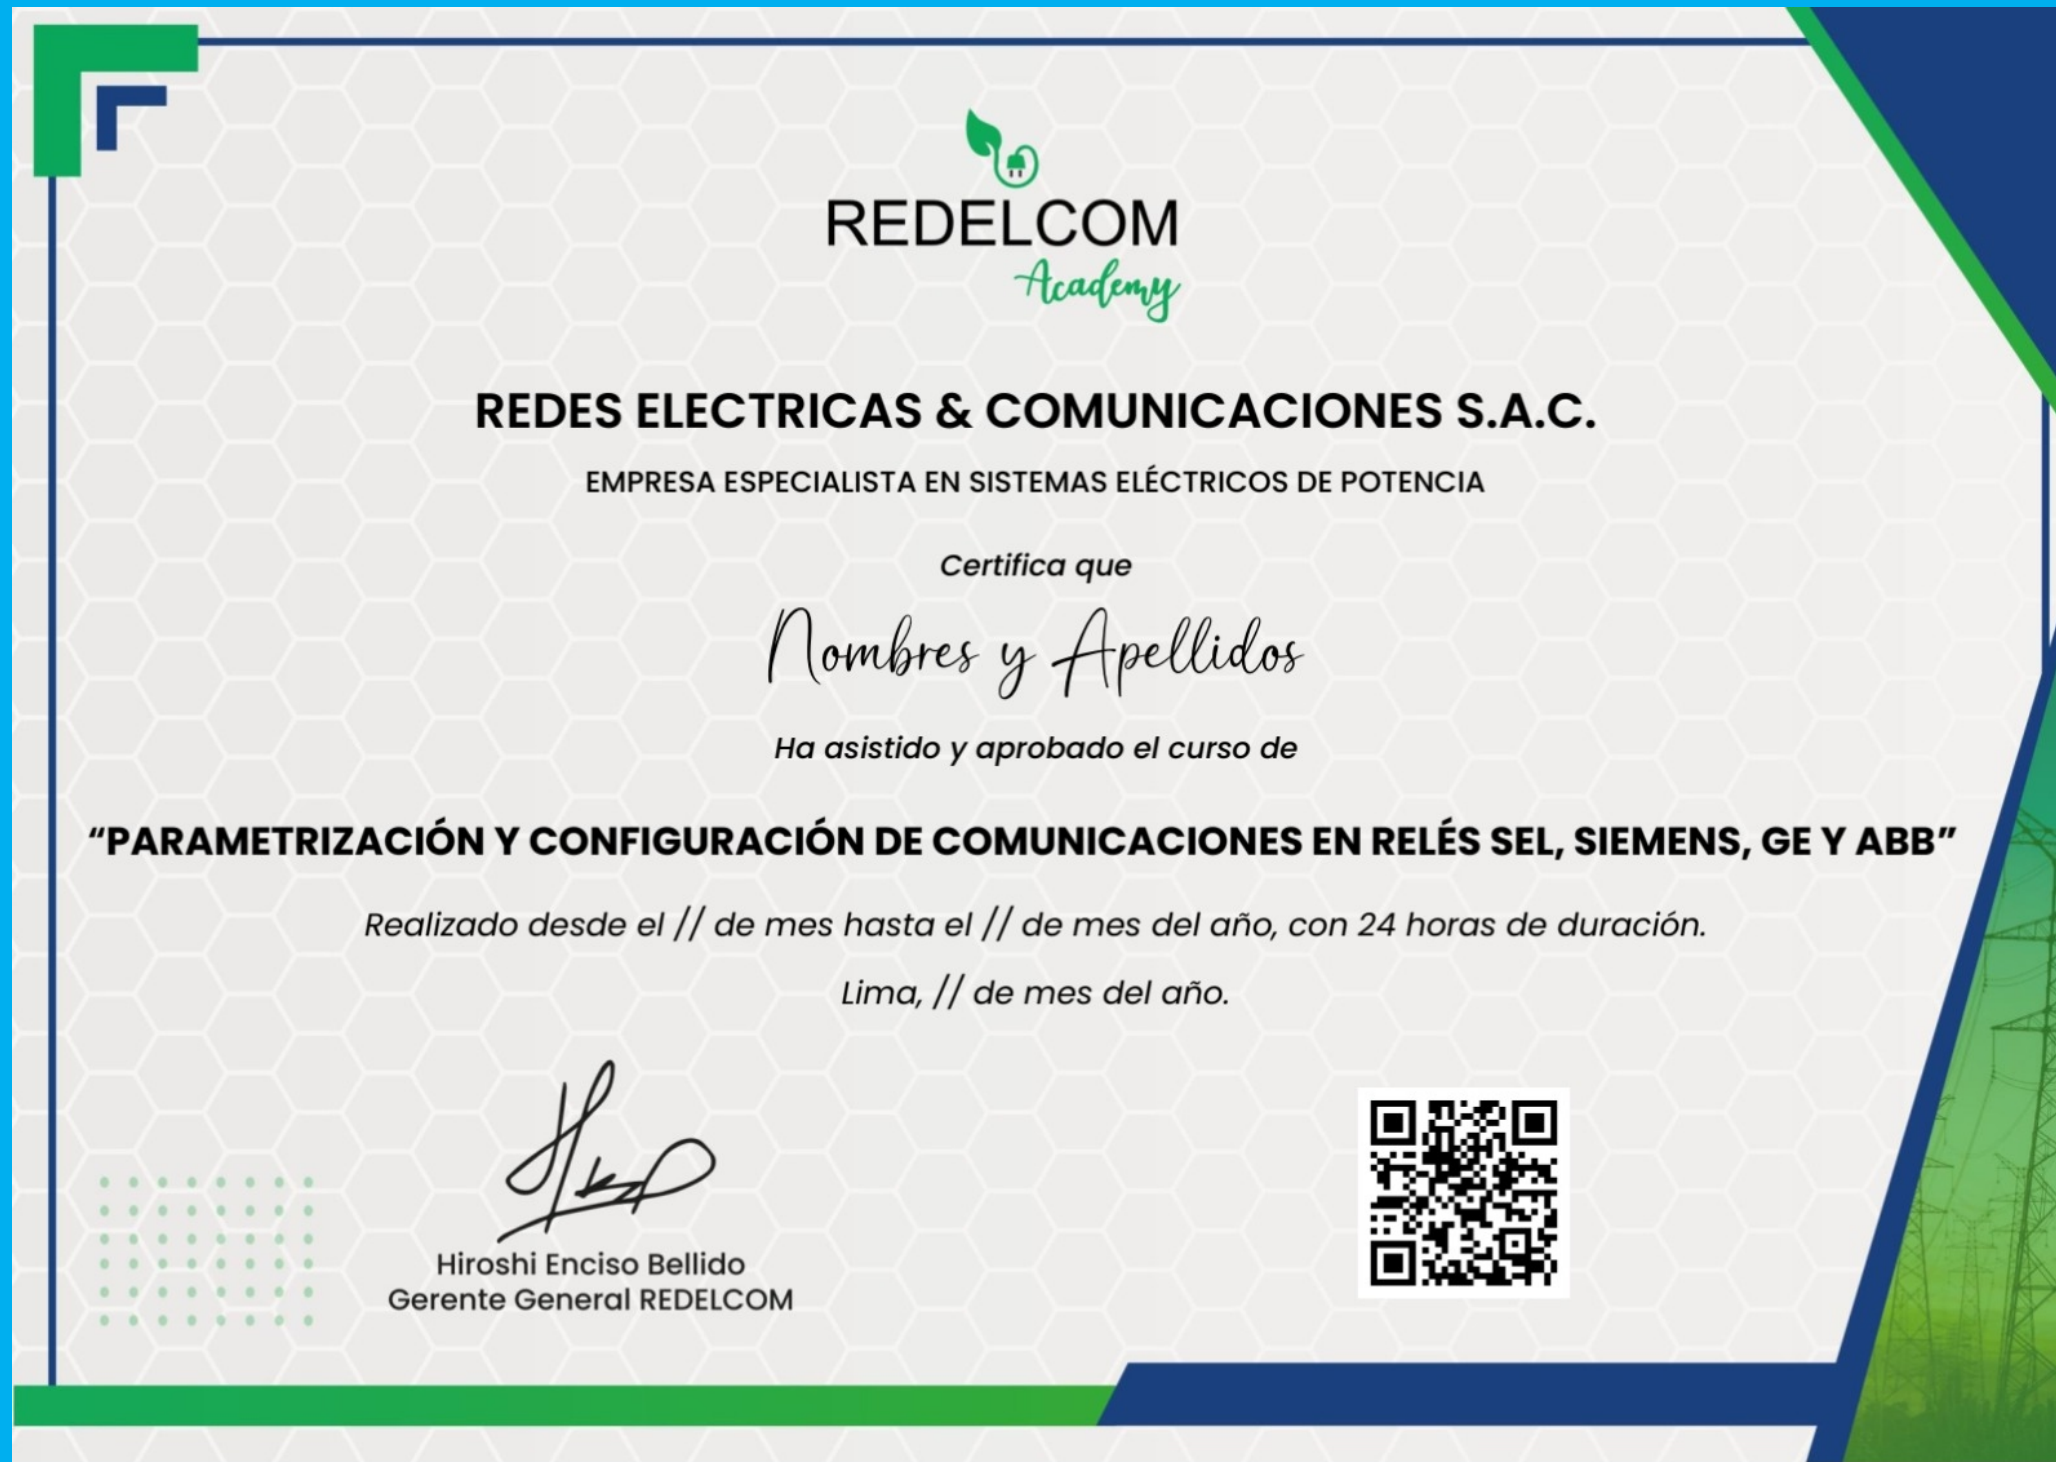 REDELCOM
Academy
REDES ELECTRICAS & COMUNICACIONES S.A.C.
EMPRESA ESPECIALISTA EN SISTEMAS ELÉCTRICOS DE POTENCIA
Certifica que
Nombres y Apellidos
Ha asistido y aprobado el curso de
“PARAMETRIZACIÓN Y CONFIGURACIÓN DE COMUNICACIONES EN RELÉS SEL, SIEMENS, GE Y ABB”
Realizado desde el // de mes hasta el // de mes del año, con 24 horas de duración.
Lima, // de mes del año.
Hiroshi Enciso Bellido
Gerente General REDELCOM